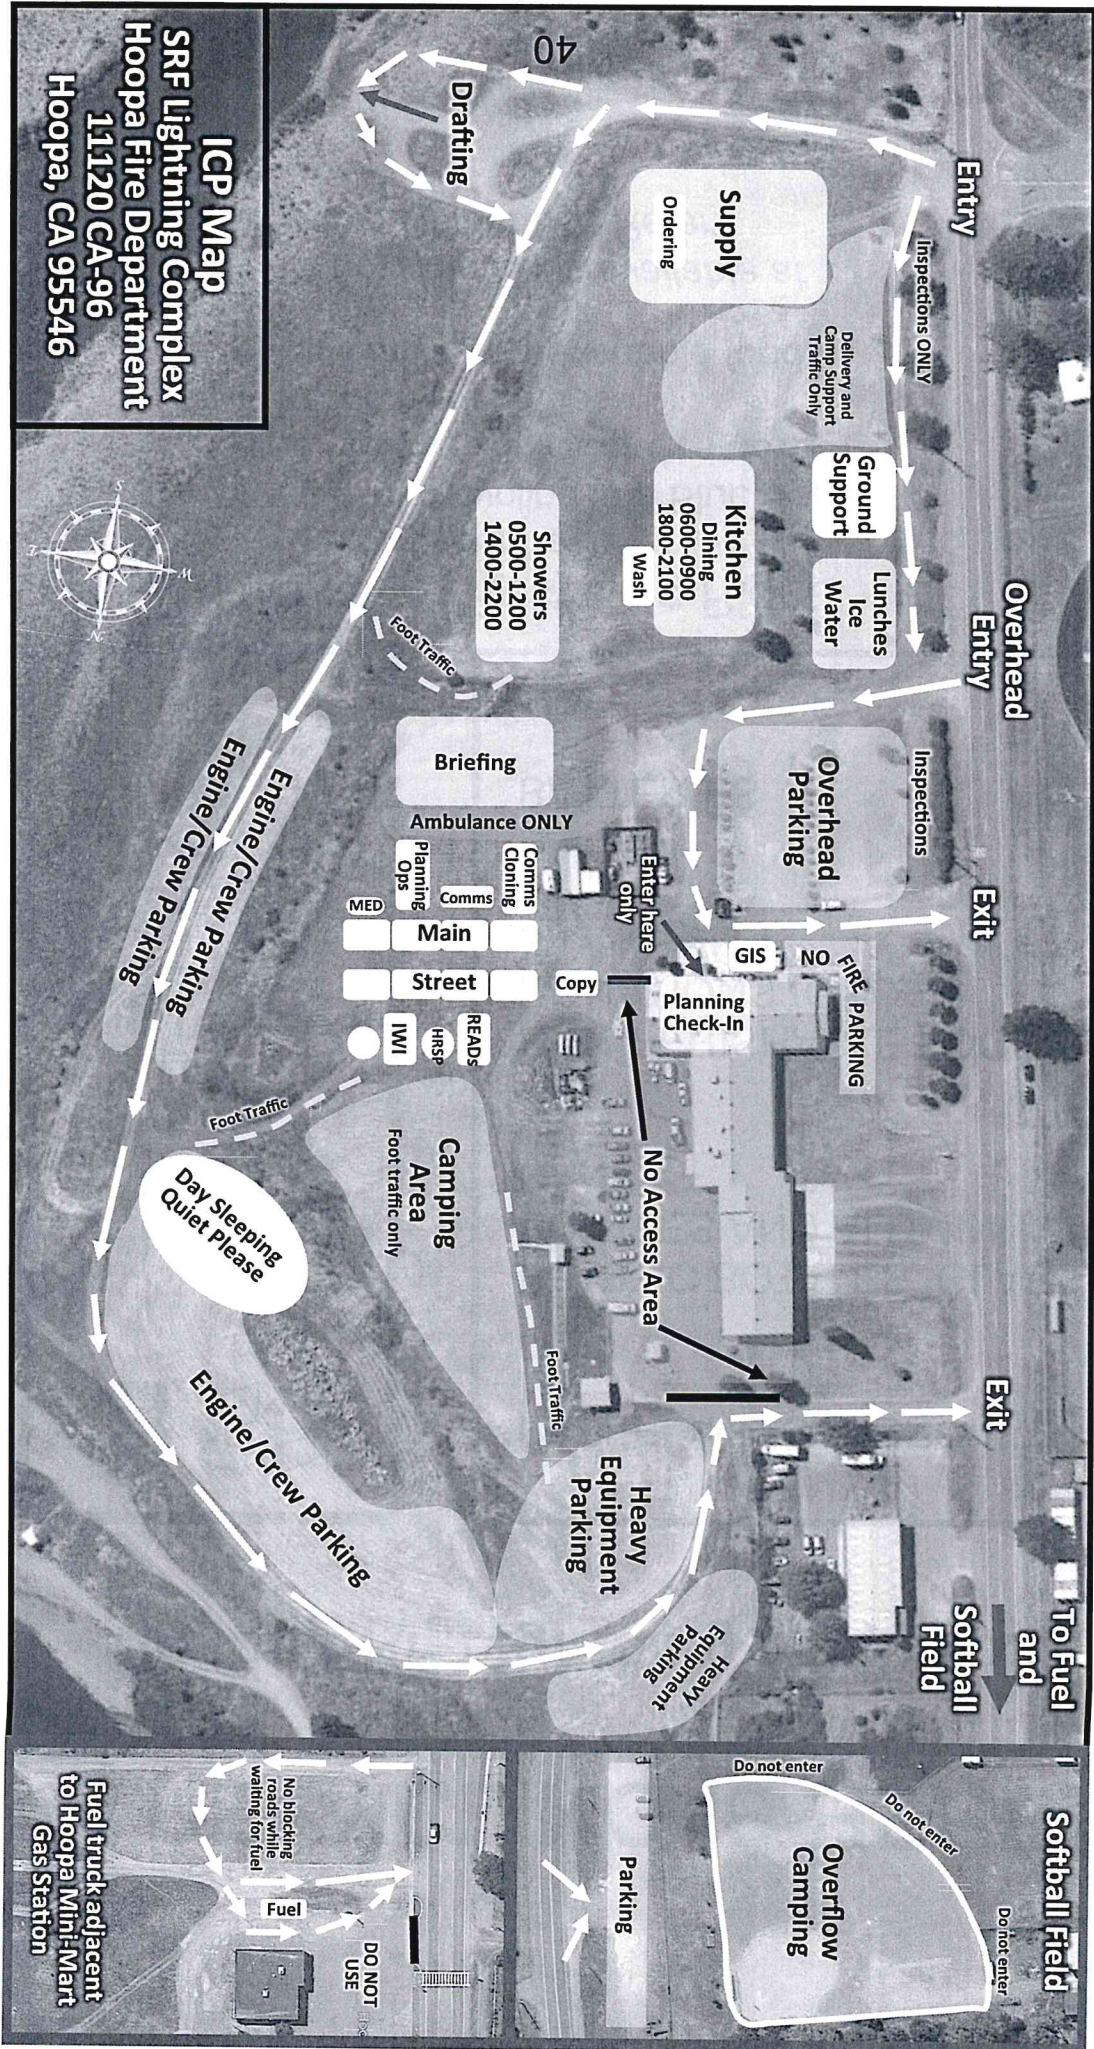 40
Entry
Inspections ONLY
Overhead
Entry
Inspections
Exit
Exit
To Fuel
and
Softball
Field
Supply
Ordering
Delivery and
Camp Support
Traffic Only
Ground
Support
Lunches
Ice
Water
Overhead
Parking
NO
FIRE
PARKING
GIS
Planning
Check-In
Enter here
only
Drafting
Kitchen
Dining
0600-0900
1800-2100
Wash
Showers
0500-1200
1400-2200
Foot Traffic
Briefing
Ambulance ONLY
Comms
Cloning
Comms
Planning
Ops
MED
Main
Street
Copy
READs
HRSP
IWI
No Access Area
Camping
Area
Foot traffic only
Foot Traffic
Foot Traffic
Heavy
Equipment
Parking
Heavy
Equipment
Parking
Engine/Crew Parking
Engine/Crew Parking
Day Sleeping
Quiet Please
Engine/Crew Parking
S
E
W
N
ICP Map
SRF Lightning Complex
Hoopa Fire Department
11120 CA-96
Hoopa, CA 95546
Softball Field
Do not enter
Do not enter
Do not enter
Overflow
Camping
Parking
No blocking
roads while
waiting for fuel
Fuel
DO NOT
USE
Fuel truck adjacent
to Hoopa Mini-Mart
Gas Station